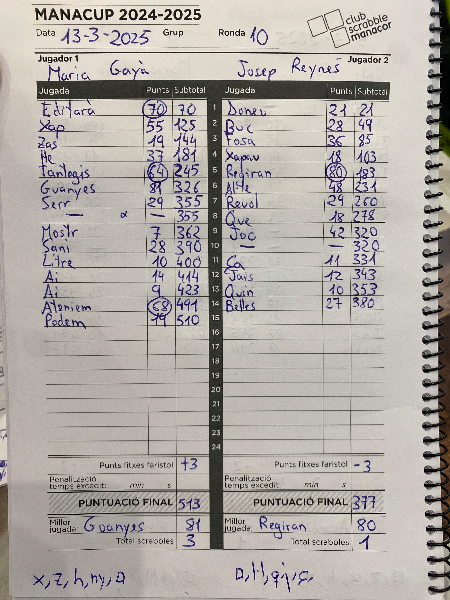 MANACUP 2024-2025
club scrabble manacor
Data 13-3-2025 Grup Ronda 10
Jugador 1 Jugador 2
Maria Gayà Josep Reynés
Jugada Punts Subtotal Jugada Punts Subtotal
Editarà 70 70 1 Doneu 21 21
Xap 55 125 2 Buc 28 49
Zas 19 144 3 Fosa 36 85
He 37 181 4 Xapau 18 103
64 245 5 Regiran 80 183
Guanyes 81 326 6 48 231
Serr 29 355 7 Revol 29 260
— 355 8 Que 18 278
Mostr 7 362 9 Joc 42 320
Sani 28 390 10 — 320
Litre 10 400 11 Ca 11 331
Ai 14 414 12 Jais 12 343
Ai 9 423 13 Quin 10 353
68 491 14 Belles 27 380
Podem 19 510 15
16
17
18
19
20
21
22
23
24
Punts fitxes faristol +3 Punts fitxes faristol -3
Penalització temps excedit: min s Penalització temps excedit: min s
PUNTUACIÓ FINAL 513 PUNTUACIÓ FINAL 377
Millor jugada: Guanyes 81 Millor jugada: Regiran 80
Total scrabbles 3 Total scrabbles 1